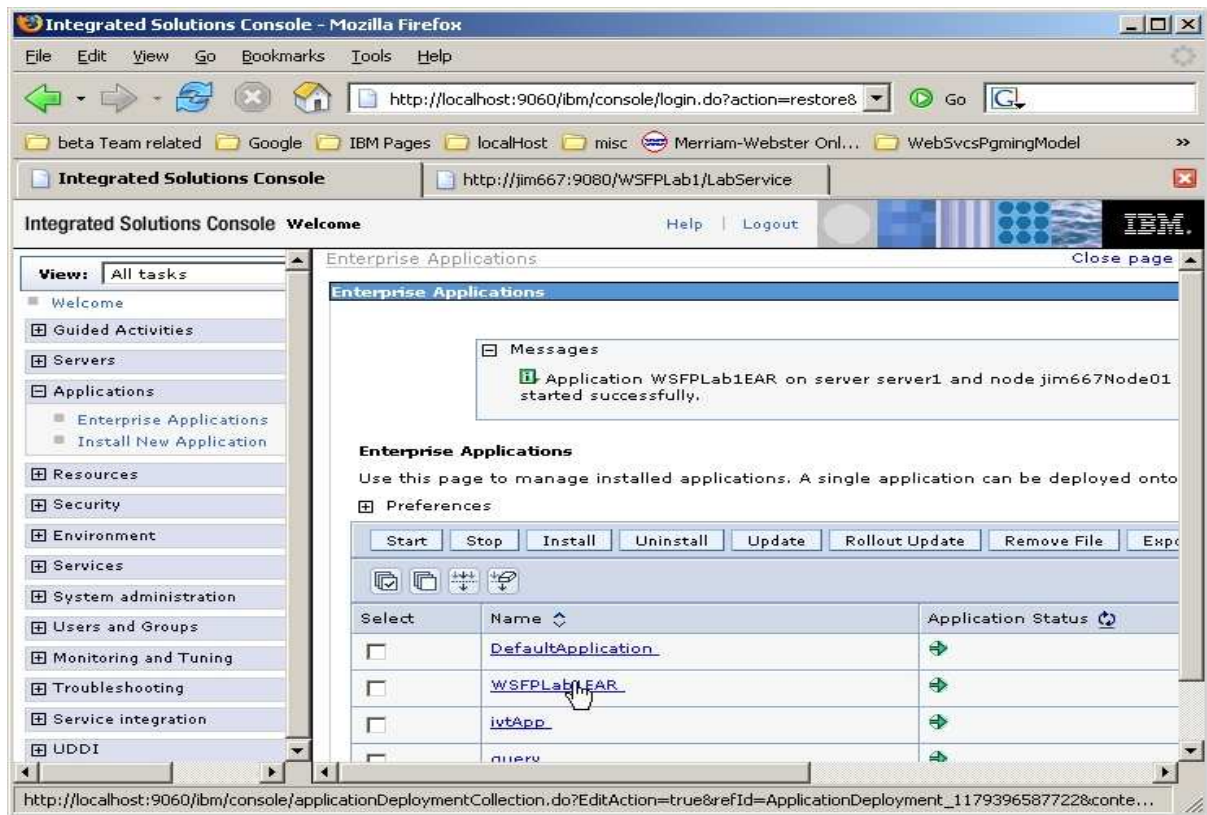 Integrated Solutions Console - Mozilla Firefox
File Edit View Go Bookmarks Tools Help
http://localhost:9060/ibm/console/login.do?action=restore& Go G
beta Team related Google IBM Pages localHost misc Merriam-Webster Onl... WebSvcsPgmingModel »
Integrated Solutions Console http://jim667:9080/WSFPLab1/LabService
Integrated Solutions Console Welcome Help | Logout IBM.
View: All tasks
Welcome
Guided Activities
Servers
Applications
Enterprise Applications
Install New Application
Resources
Security
Environment
Services
System administration
Users and Groups
Monitoring and Tuning
Troubleshooting
Service integration
UDDI
Enterprise Applications Close page
Enterprise Applications
Messages
Application WSFPLab1EAR on server server1 and node jim667Node01
started successfully.
Enterprise Applications
Use this page to manage installed applications. A single application can be deployed onto
Preferences
Start Stop Install Uninstall Update Rollout Update Remove File Expo
Select Name Application Status
DefaultApplication
WSFPLab1EAR
ivtApp
query
http://localhost:9060/ibm/console/applicationDeploymentCollection.do?EditAction=true&refId=ApplicationDeployment_1179396587722&conte...